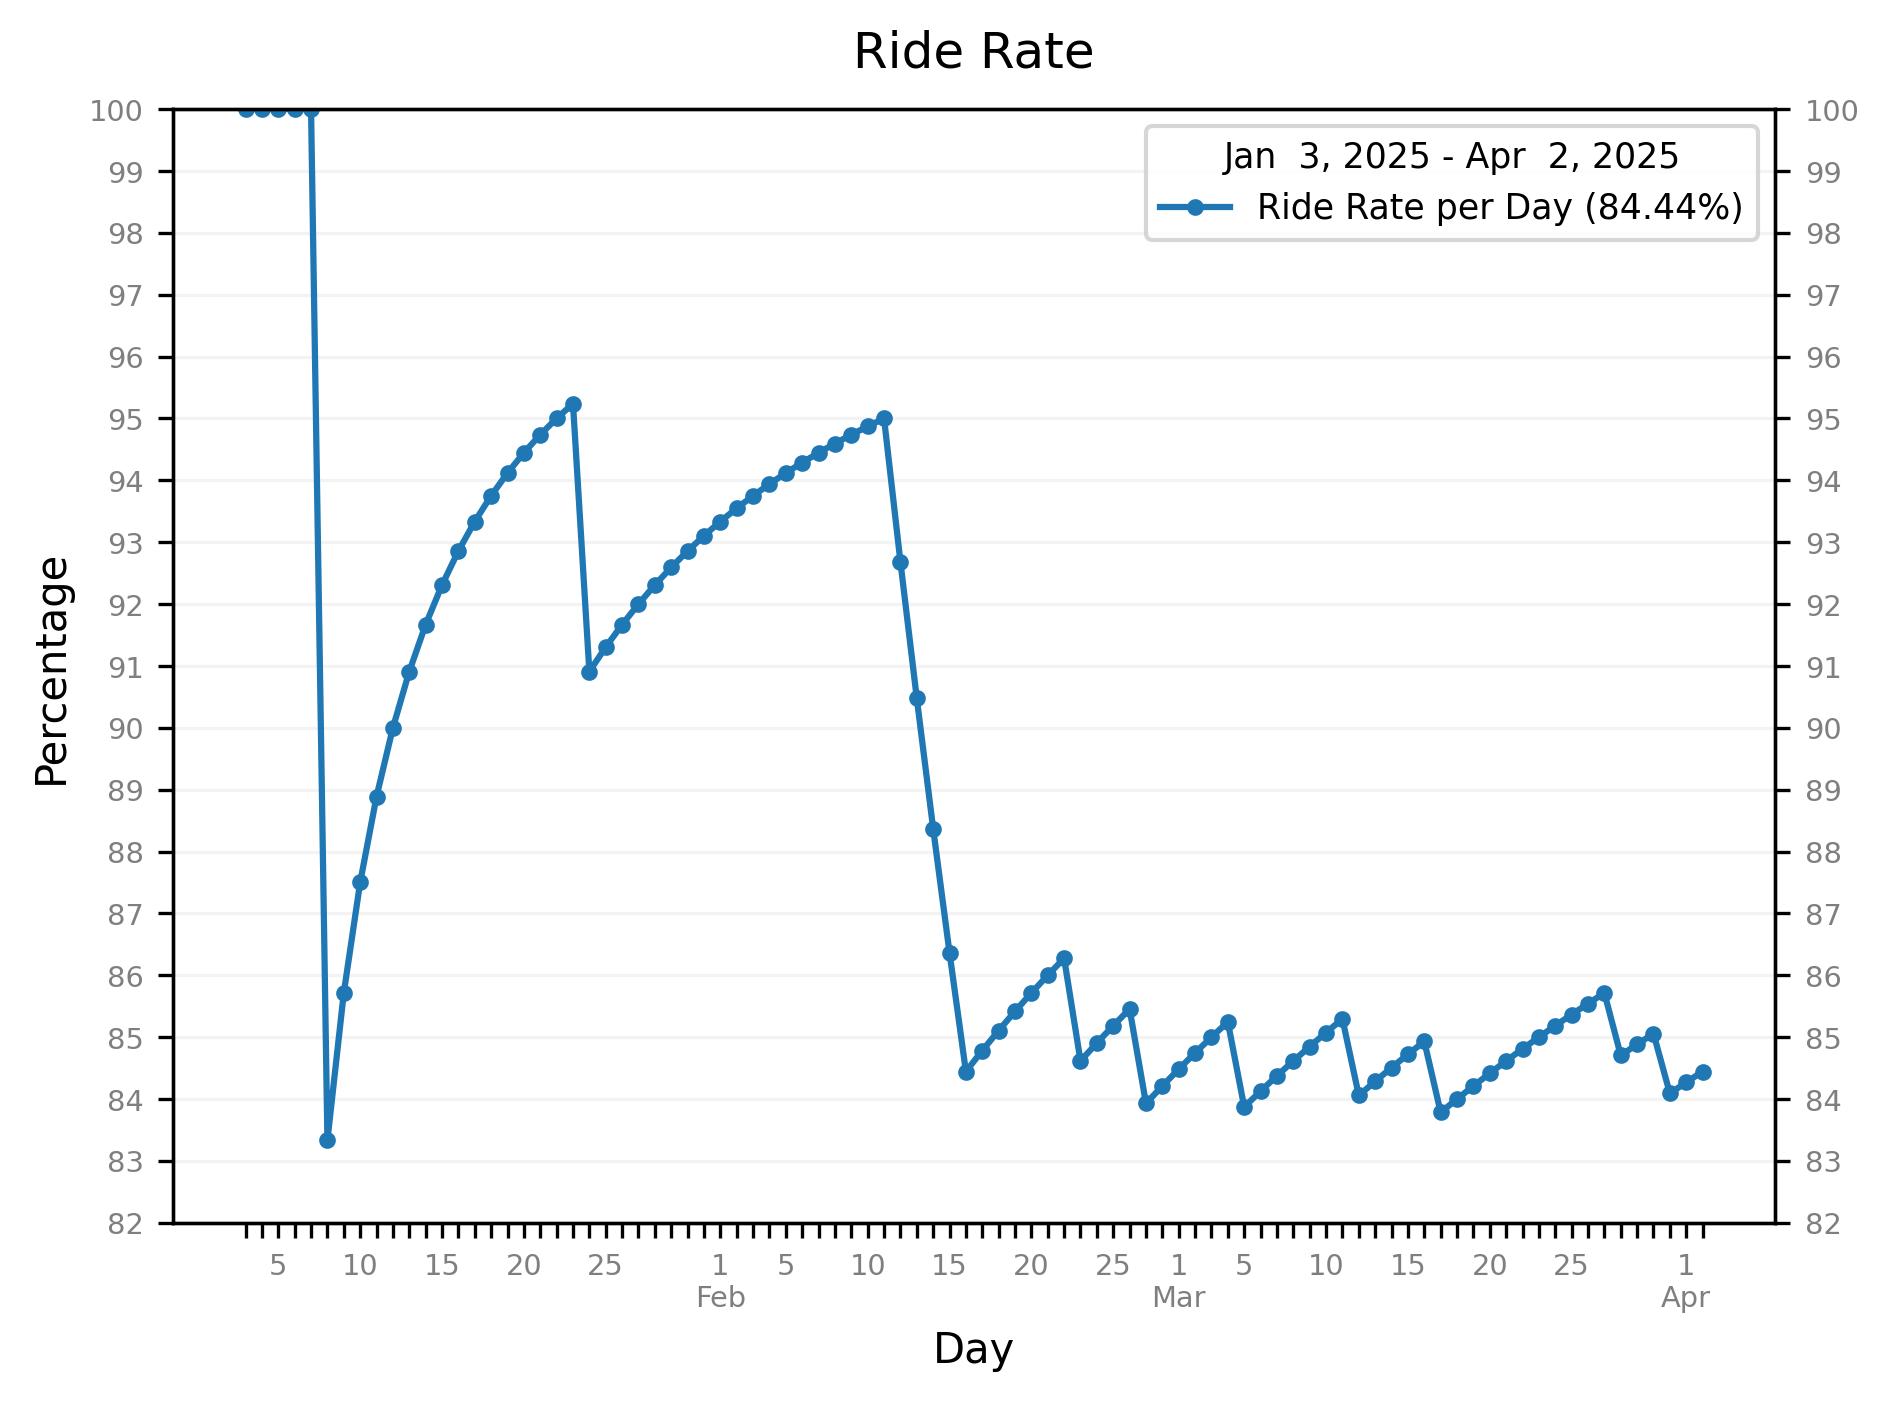 Ride Rate
Jan  3, 2025 - Apr  2, 2025
Ride Rate per Day (84.44%)
100 100
99 99
98 98
97 97
96 96
95 95
94 94
93 93
92 92
91 91
90 90
89 89
88 88
87 87
86 86
85 85
84 84
83 83
82 82
Percentage
5 10 15 20 25 1 5 10 15 20 25 1 5 10 15 20 25 1
Feb Mar Apr
Day